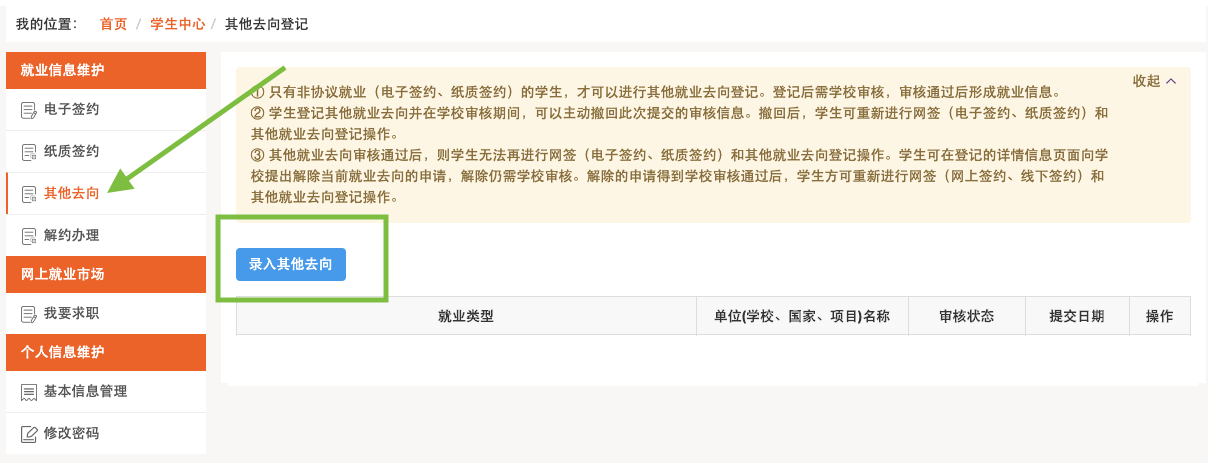 我的位置： 首页 / 学生中心 / 其他去向登记
就业信息维护
电子签约
纸质签约
其他去向
解约办理
网上就业市场
我要求职
个人信息维护
基本信息管理
修改密码
收起
① 只有非协议就业（电子签约、纸质签约）的学生，才可以进行其他就业去向登记。登记后需学校审核，审核通过后形成就业信息。
② 学生登记其他就业去向并在学校审核期间，可以主动撤回此次提交的审核信息。撤回后，学生可重新进行网签（电子签约、纸质签约）和
其他就业去向登记操作。
③ 其他就业去向审核通过后，则学生无法再进行网签（电子签约、纸质签约）和其他就业去向登记操作。学生可在登记的详情信息页面向学
校提出解除当前就业去向的申请，解除仍需学校审核。解除的申请得到学校审核通过后，学生方可重新进行网签（网上签约、线下签约）和
其他就业去向登记操作。
录入其他去向
就业类型 单位(学校、国家、项目)名称 审核状态 提交日期 操作